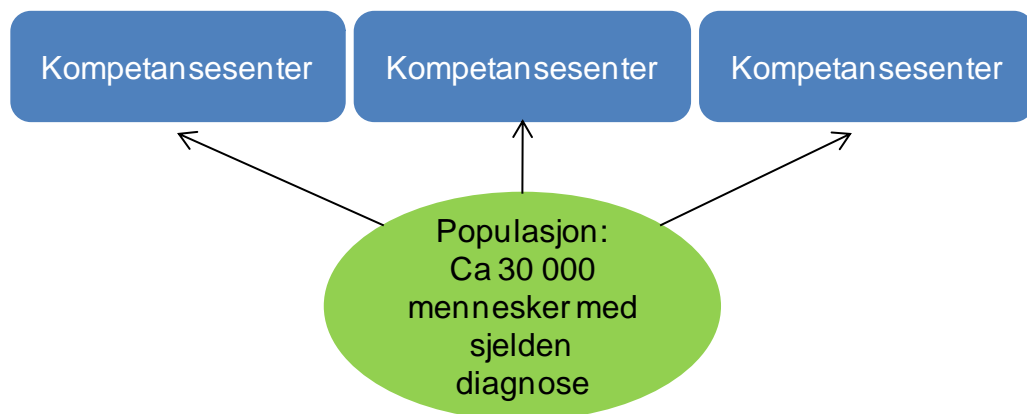 Kompetansesenter
Kompetansesenter
Kompetansesenter
Populasjon:
Ca 30 000
mennesker med
sjelden
diagnose